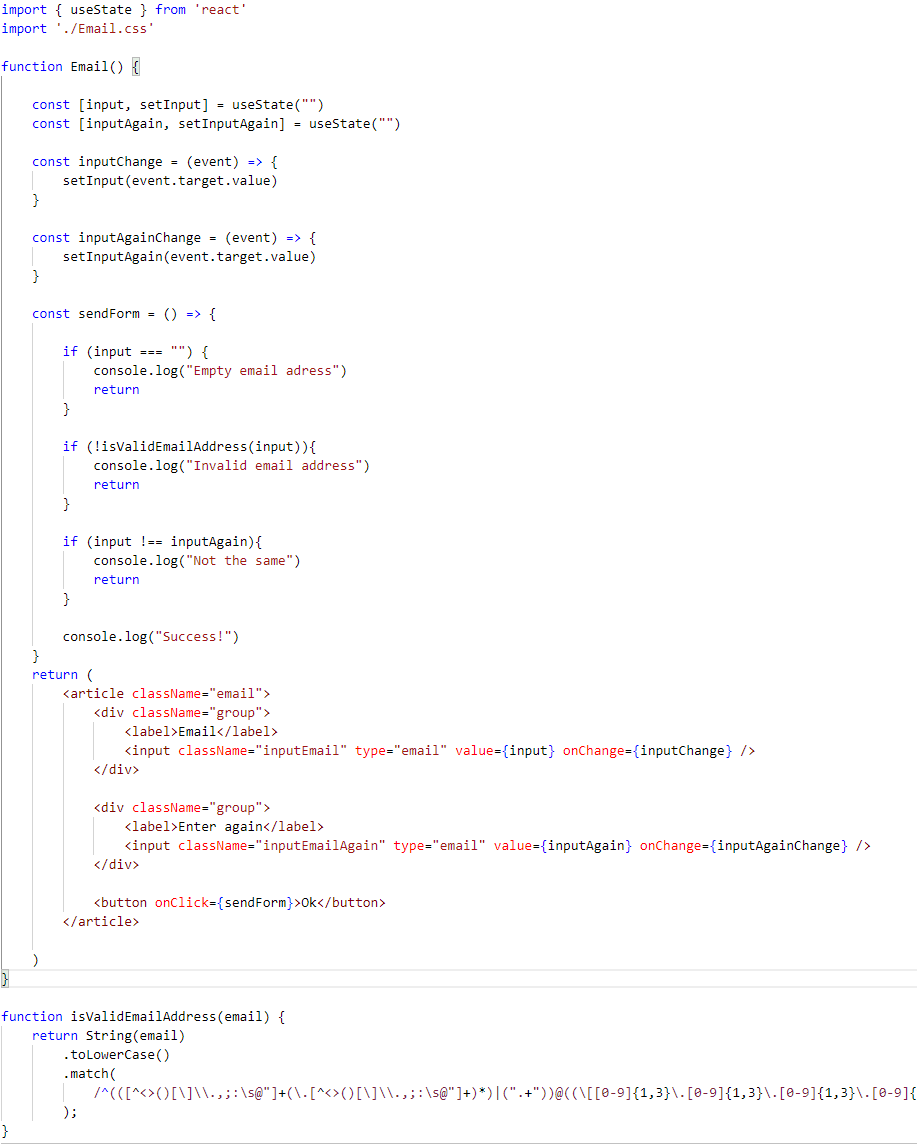 import { useState } from 'react'
import './Email.css'
function Email() {
const [input, setInput] = useState("")
const [inputAgain, setInputAgain] = useState("")
const inputChange = (event) => {
setInput(event.target.value)
}
const inputAgainChange = (event) => {
setInputAgain(event.target.value)
}
const sendForm = () => {
if (input === "") {
console.log("Empty email adress")
return
}
if (!isValidEmailAddress(input)){
console.log("Invalid email address")
return
}
if (input !== inputAgain){
console.log("Not the same")
return
}
console.log("Success!")
}
return (
<article className="email">
<div className="group">
<label>Email</label>
<input className="inputEmail" type="email" value={input} onChange={inputChange} />
</div>
<div className="group">
<label>Enter again</label>
<input className="inputEmailAgain" type="email" value={inputAgain} onChange={inputAgainChange} />
</div>
<button onClick={sendForm}>Ok</button>
</article>
)
}
function isValidEmailAddress(email) {
return String(email)
.toLowerCase()
.match(
/^(([^<>()[\]\\.,;:\s@"]+(\.[^<>()[\]\\.,;:\s@"]+)*)|(".+"))@((\[[0-9]{1,3}\.[0-9]{1,3}\.[0-9]{1,3}\.[0-9]{
);
}